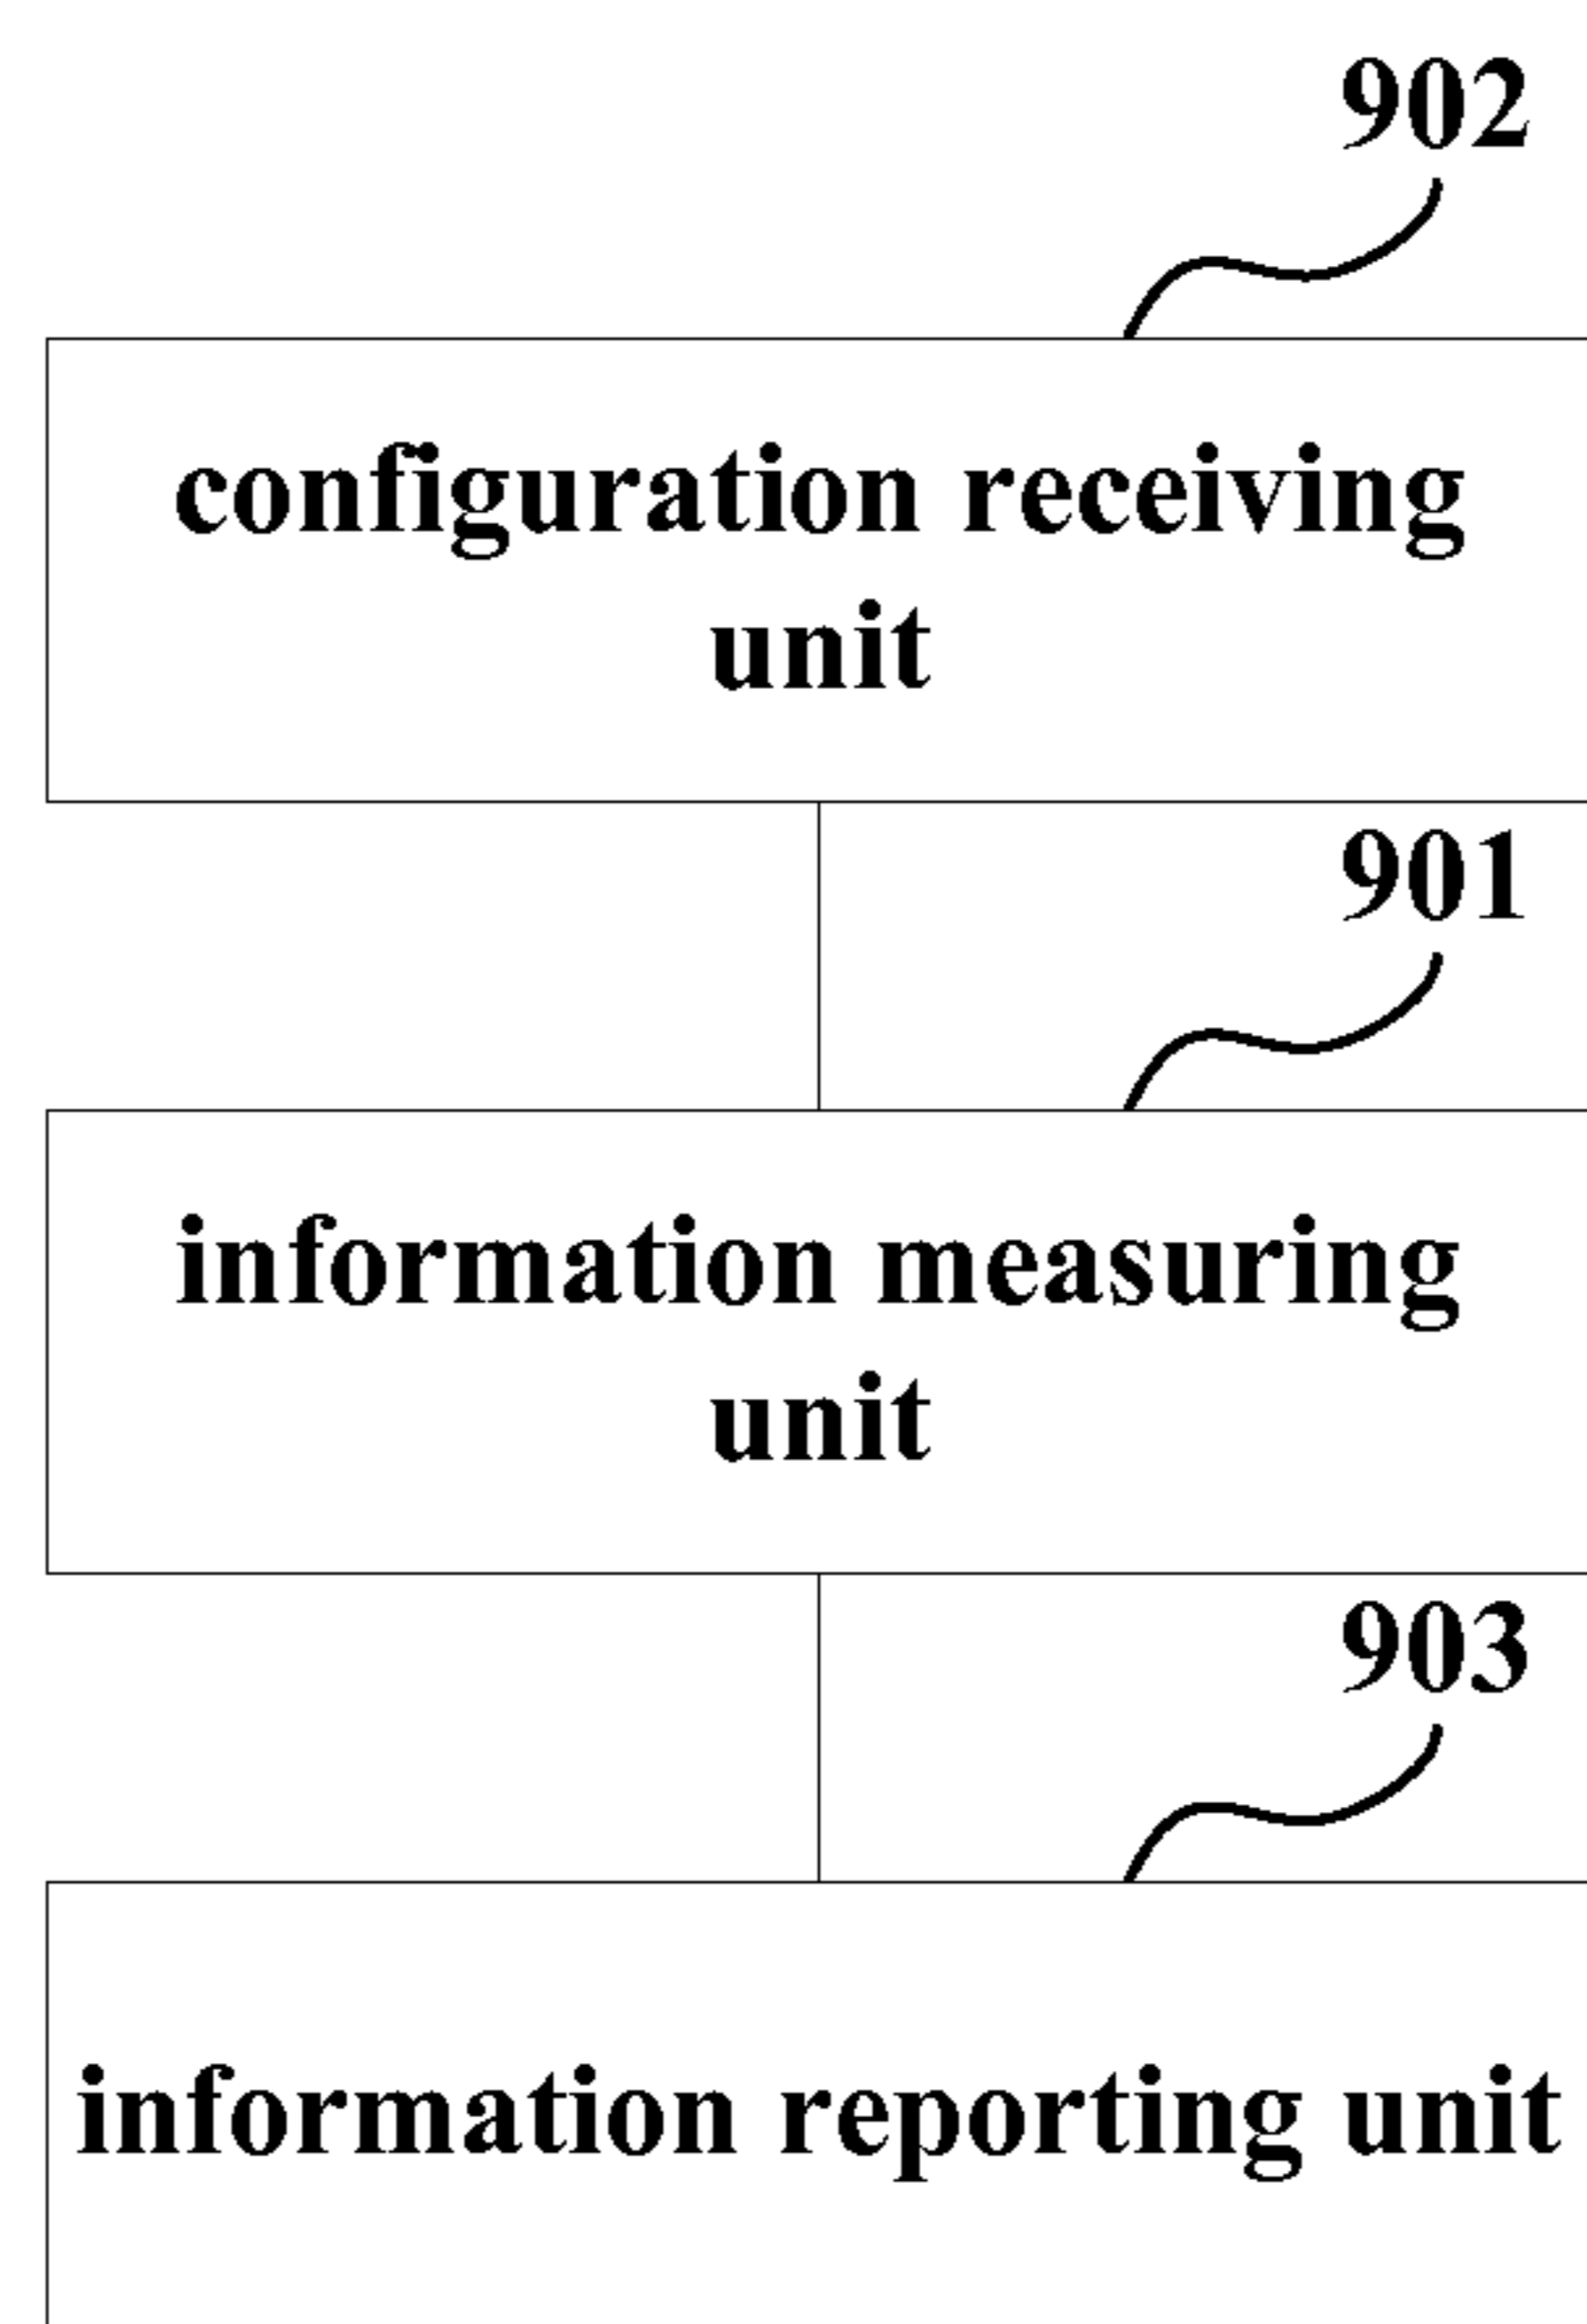 902
configuration receiving
unit
901
information measuring
unit
903
information reporting unit